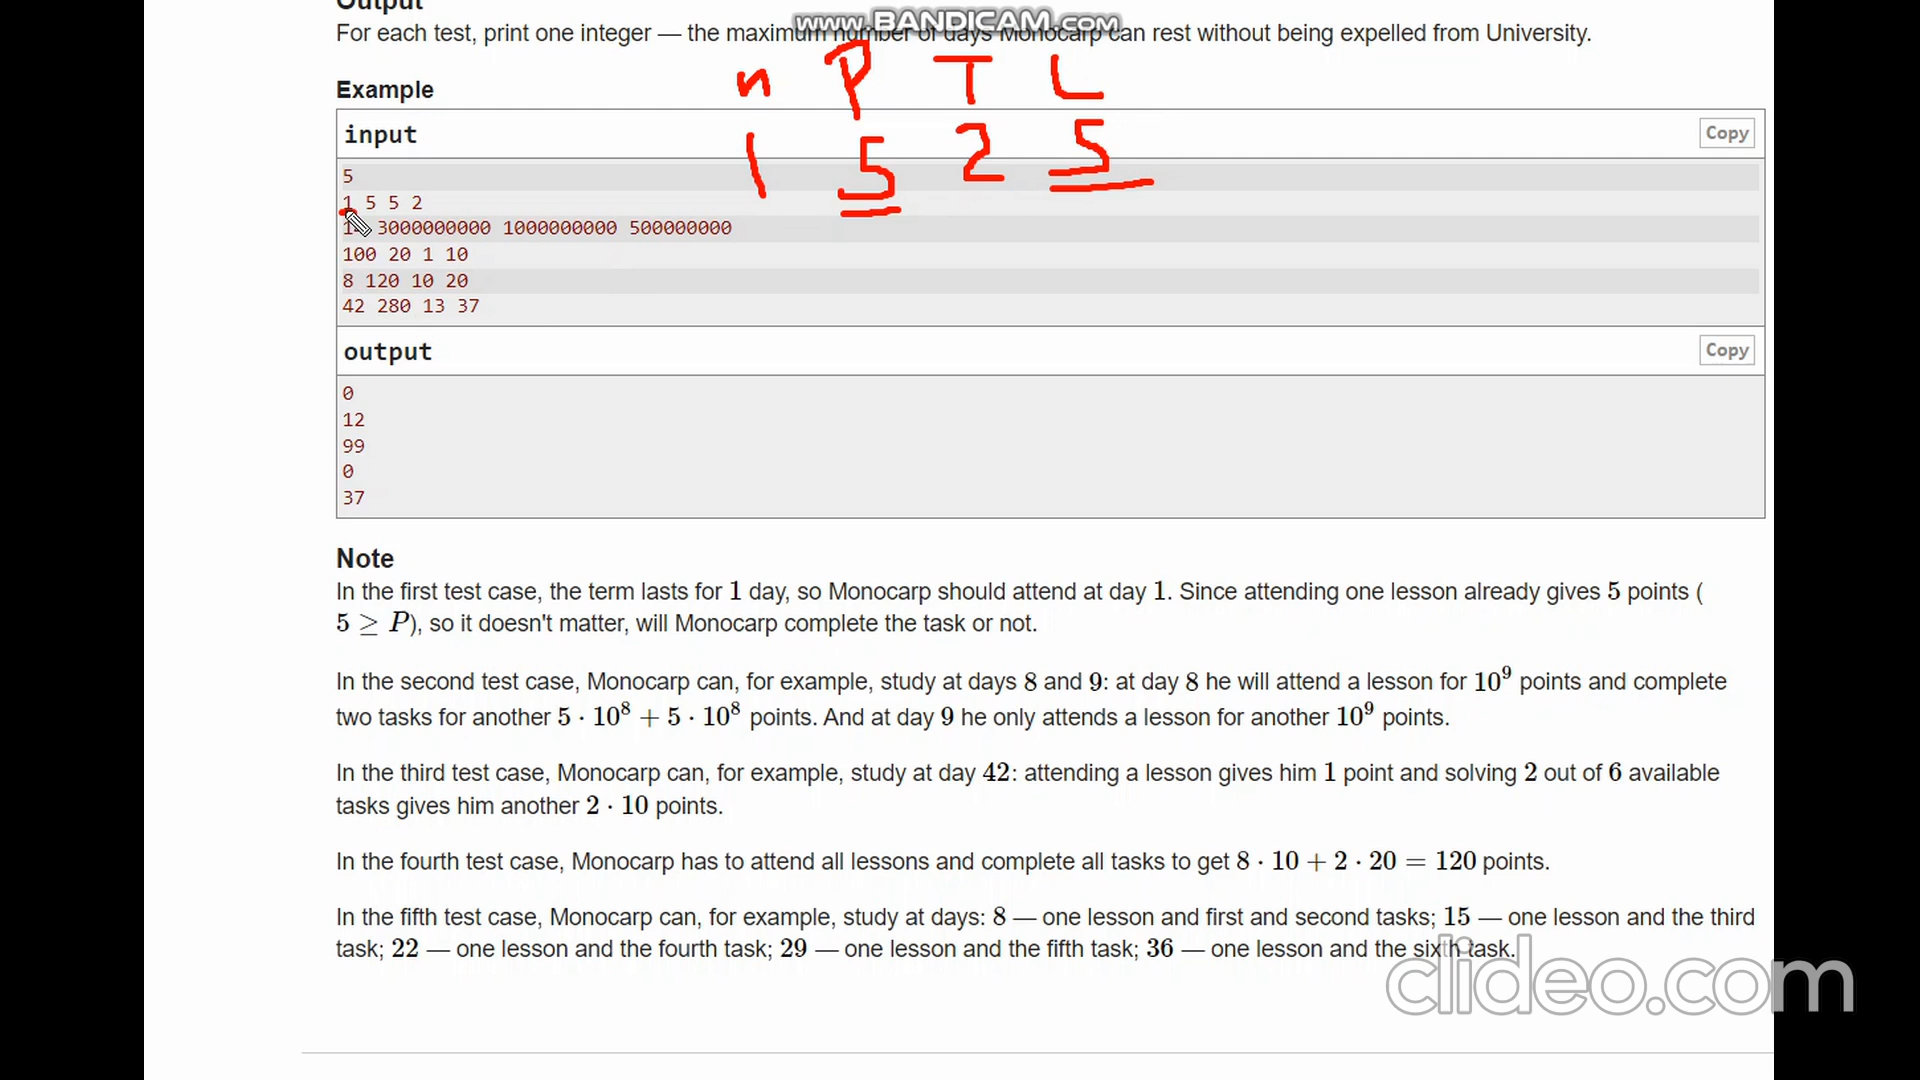 Output
www.BANDICAM.com
For each test, print one integer — the maximum number of days Monocarp can rest without being expelled from University.
n P T L
Example
input
Copy
1 5 2 5
5
1 5 5 2
14 3000000000 1000000000 500000000
100 20 1 10
8 120 10 20
42 280 13 37
output
Copy
0
12
99
0
37
Note
In the first test case, the term lasts for 1 day, so Monocarp should attend at day 1. Since attending one lesson already gives 5 points (
5 ≥ P), so it doesn't matter, will Monocarp complete the task or not.
In the second test case, Monocarp can, for example, study at days 8 and 9: at day 8 he will attend a lesson for 10⁹ points and complete
two tasks for another 5 · 10⁸ + 5 · 10⁸ points. And at day 9 he only attends a lesson for another 10⁹ points.
In the third test case, Monocarp can, for example, study at day 42: attending a lesson gives him 1 point and solving 2 out of 6 available
tasks gives him another 2 · 10 points.
In the fourth test case, Monocarp has to attend all lessons and complete all tasks to get 8 · 10 + 2 · 20 = 120 points.
In the fifth test case, Monocarp can, for example, study at days: 8 — one lesson and first and second tasks; 15 — one lesson and the third
task; 22 — one lesson and the fourth task; 29 — one lesson and the fifth task; 36 — one lesson and the sixth task.
clideo.com